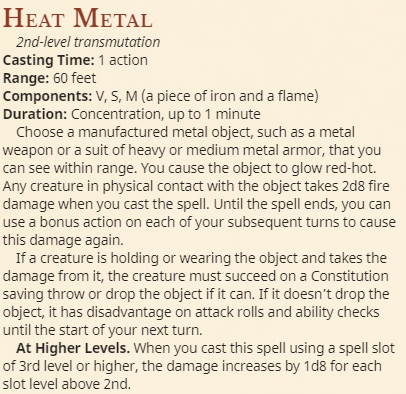 Heat Metal
2nd-level transmutation
Casting Time: 1 action
Range: 60 feet
Components: V, S, M (a piece of iron and a flame)
Duration: Concentration, up to 1 minute
Choose a manufactured metal object, such as a metal
weapon or a suit of heavy or medium metal armor, that you
can see within range. You cause the object to glow red-hot.
Any creature in physical contact with the object takes 2d8 fire
damage when you cast the spell. Until the spell ends, you can
use a bonus action on each of your subsequent turns to cause
this damage again.
If a creature is holding or wearing the object and takes the
damage from it, the creature must succeed on a Constitution
saving throw or drop the object if it can. If it doesn't drop the
object, it has disadvantage on attack rolls and ability checks
until the start of your next turn.
At Higher Levels. When you cast this spell using a spell slot
of 3rd level or higher, the damage increases by 1d8 for each
slot level above 2nd.